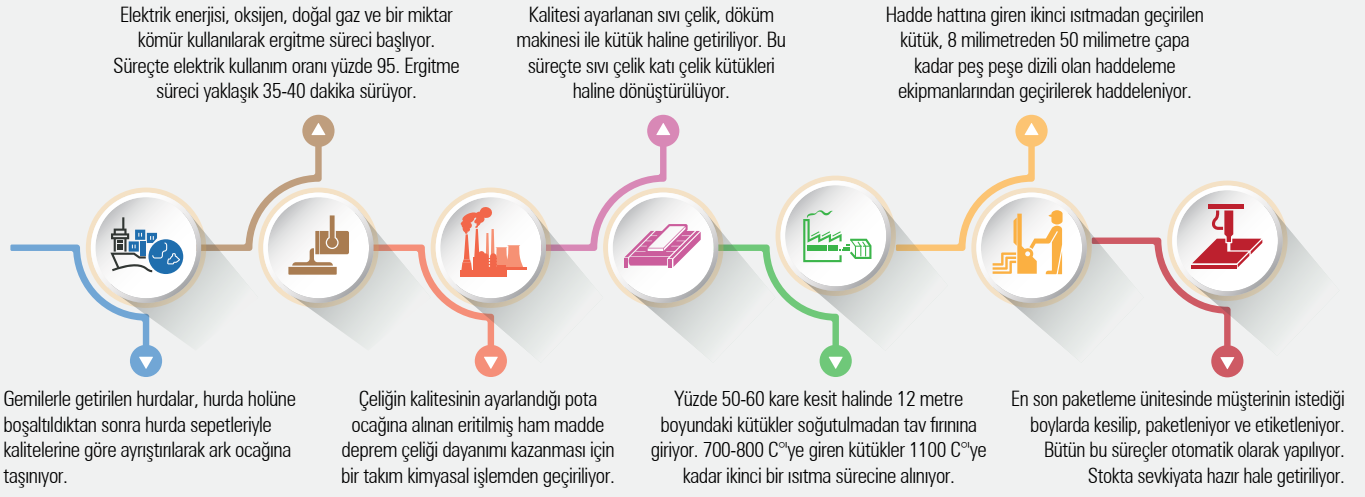 Elektrik enerjisi, oksijen, doğal gaz ve bir miktar
kömür kullanılarak ergitme süreci başlıyor.
Süreçte elektrik kullanım oranı yüzde 95. Ergitme
süreci yaklaşık 35-40 dakika sürüyor.
Kalitesi ayarlanan sıvı çelik, döküm
makinesi ile kütük haline getiriliyor. Bu
süreçte sıvı çelik katı çelik kütükleri
haline dönüştürülüyor.
Hadde hattına giren ikinci ısıtmadan geçirilen
kütük, 8 milimetreden 50 milimetre çapa
kadar peş peşe dizili olan haddeleme
ekipmanlarından geçirilerek haddeleniyor.
Gemilerle getirilen hurdalar, hurda holüne
boşaltıldıktan sonra hurda sepetleriyle
kalitelerine göre ayrıştırılarak ark ocağına
taşınıyor.
Çeliğin kalitesinin ayarlandığı pota
ocağına alınan eritilmiş ham madde
deprem çeliği dayanımı kazanması için
bir takım kimyasal işlemden geçiriliyor.
Yüzde 50-60 kare kesit halinde 12 metre
boyundaki kütükler soğutulmadan tav fırınına
giriyor. 700-800 C°'ye giren kütükler 1100 C°'ye
kadar ikinci bir ısıtma sürecine alınıyor.
En son paketleme ünitesinde müşterinin istediği
boylarda kesilip, paketleniyor ve etiketleniyor.
Bütün bu süreçler otomatik olarak yapılıyor.
Stokta sevkiyata hazır hale getiriliyor.